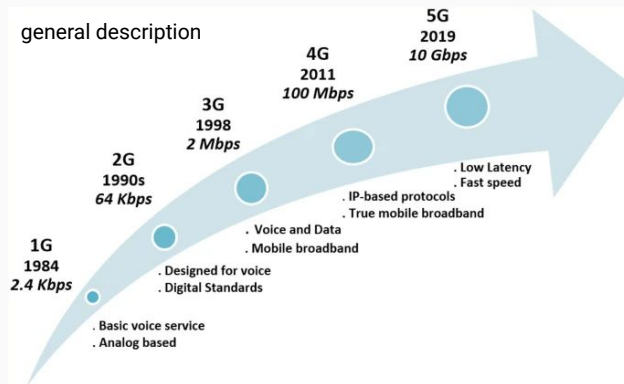 general description
5G
2019
10 Gbps
4G
2011
100 Mbps
3G
1998
2 Mbps
2G
1990s
64 Kbps
1G
1984
2.4 Kbps
. Low Latency
. Fast speed
. IP-based protocols
. True mobile broadband
. Voice and Data
. Mobile broadband
. Designed for voice
. Digital Standards
. Basic voice service
. Analog based